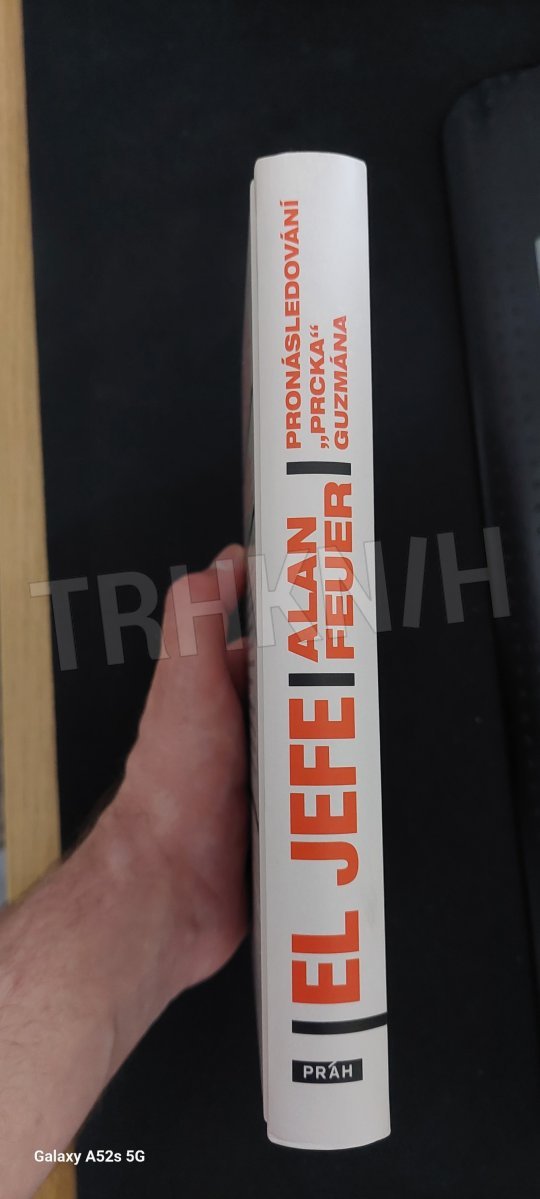 EL JEFE
ALAN
FEUER
PRONÁSLEDOVÁNÍ
„PRCKA“
GUZMÁNA
PRÁH
TRHKNIH
Galaxy A52s 5G